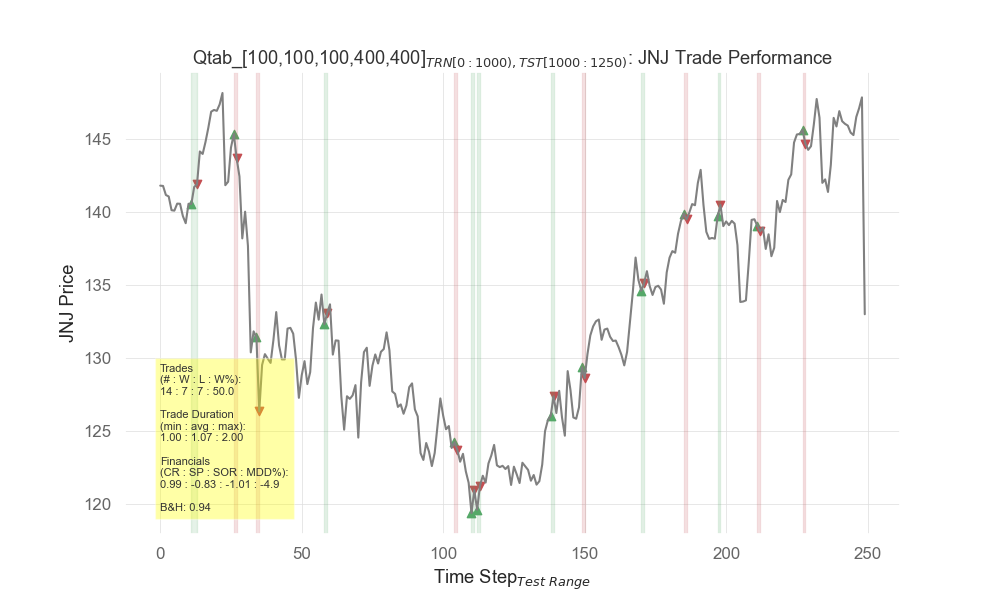 Qtab_[100,100,100,400,400]TRN[0 : 1000), TST[1000 : 1250) : JNJ Trade Performance
JNJ Price
145
140
135
130
125
120
Trades
(# : W : L : W%):
14 : 7 : 7 : 50.0
Trade Duration
(min : avg : max):
1.00 : 1.07 : 2.00
Financials
(CR : SP : SOR : MDD%):
0.99 : -0.83 : -1.01 : -4.9
B&H: 0.94
0 50 100 150 200 250
Time StepTest Range